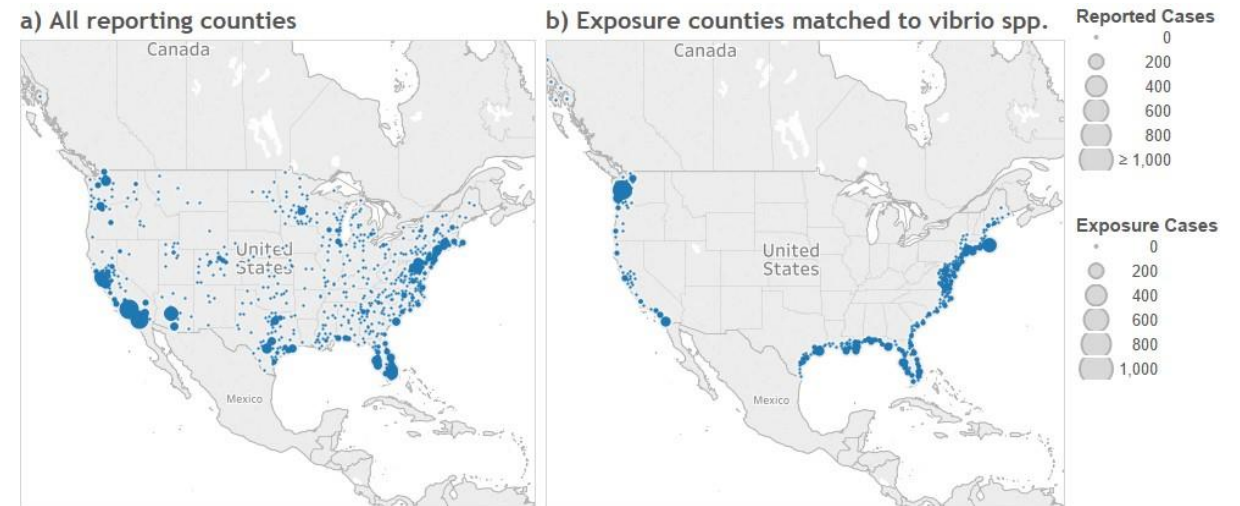 a) All reporting counties
Canada
United
States
Mexico
b) Exposure counties matched to vibrio spp.
Canada
United
States
Mexico
Reported Cases
0
200
400
600
800
≥ 1,000
Exposure Cases
0
200
400
600
800
1,000